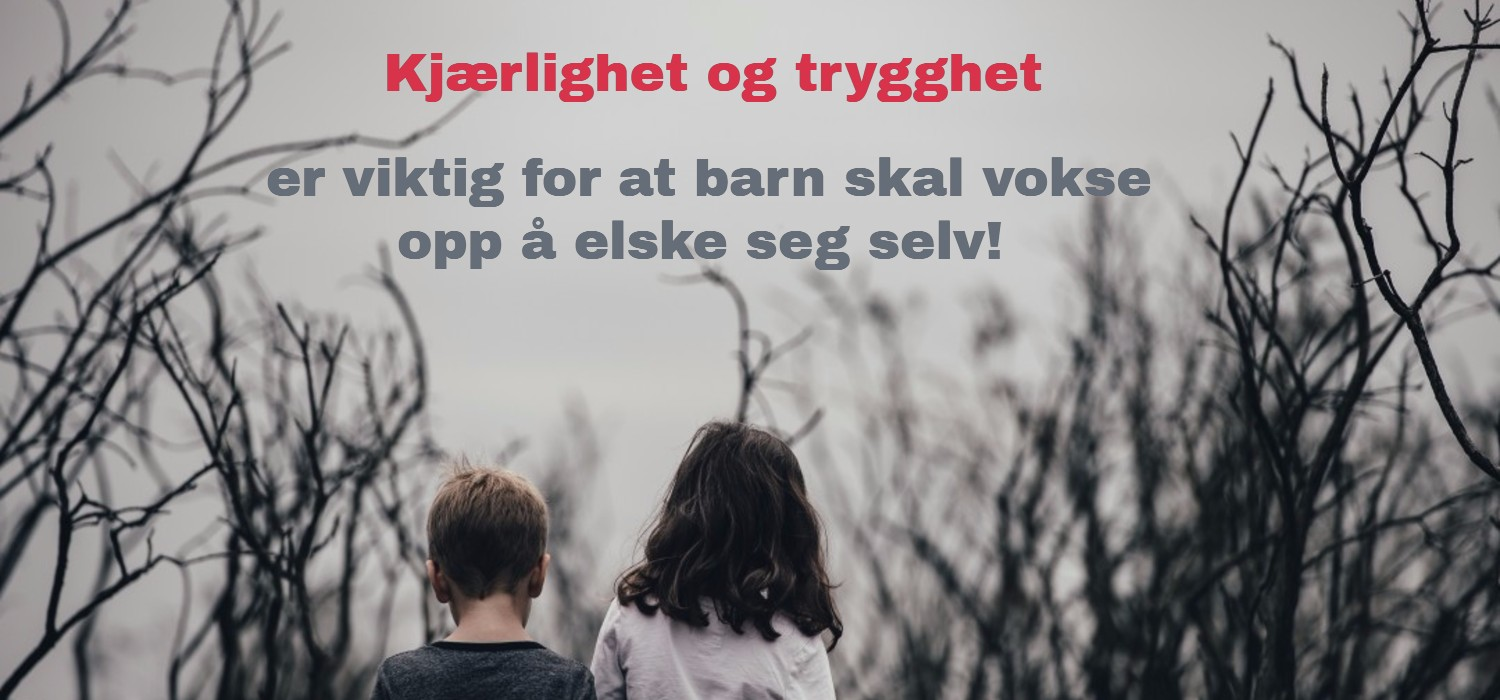 Kjærlighet og trygghet
er viktig for at barn skal vokse
opp å elske seg selv!